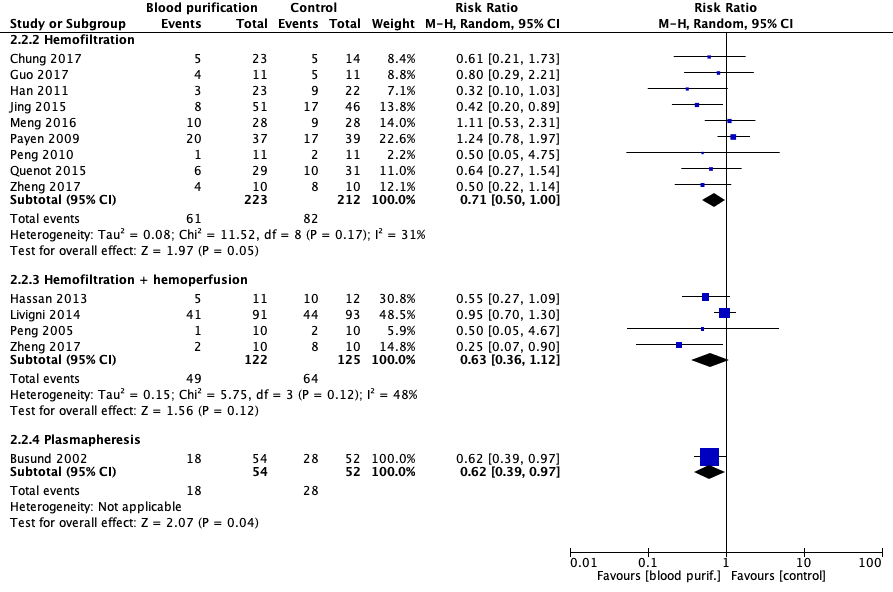 Blood purification Control Risk Ratio Risk Ratio
Study or Subgroup Events Total Events Total Weight M-H, Random, 95% CI M-H, Random, 95% CI
2.2.2 Hemofiltration
Chung 2017 5 23 5 14 8.4% 0.61 [0.21, 1.73]
Guo 2017 4 11 5 11 8.8% 0.80 [0.29, 2.21]
Han 2011 3 23 9 22 7.1% 0.32 [0.10, 1.03]
Jing 2015 8 51 17 46 13.8% 0.42 [0.20, 0.89]
Meng 2016 10 28 9 28 14.0% 1.11 [0.53, 2.31]
Payen 2009 20 37 17 39 22.6% 1.24 [0.78, 1.97]
Peng 2010 1 11 2 11 2.2% 0.50 [0.05, 4.75]
Quenot 2015 6 29 10 31 11.0% 0.64 [0.27, 1.54]
Zheng 2017 4 10 8 10 12.1% 0.50 [0.22, 1.14]
Subtotal (95% CI) 223 212 100.0% 0.71 [0.50, 1.00]
Total events 61 82
Heterogeneity: Tau² = 0.08; Chi² = 11.52, df = 8 (P = 0.17); I² = 31%
Test for overall effect: Z = 1.97 (P = 0.05)
2.2.3 Hemofiltration + hemoperfusion
Hassan 2013 5 11 10 12 30.8% 0.55 [0.27, 1.09]
Livigni 2014 41 91 44 93 48.5% 0.95 [0.70, 1.30]
Peng 2005 1 10 2 10 5.9% 0.50 [0.05, 4.67]
Zheng 2017 2 10 8 10 14.8% 0.25 [0.07, 0.90]
Subtotal (95% CI) 122 125 100.0% 0.63 [0.36, 1.12]
Total events 49 64
Heterogeneity: Tau² = 0.15; Chi² = 5.75, df = 3 (P = 0.12); I² = 48%
Test for overall effect: Z = 1.56 (P = 0.12)
2.2.4 Plasmapheresis
Busund 2002 18 54 28 52 100.0% 0.62 [0.39, 0.97]
Subtotal (95% CI) 54 52 100.0% 0.62 [0.39, 0.97]
Total events 18 28
Heterogeneity: Not applicable
Test for overall effect: Z = 2.07 (P = 0.04)
0.01 0.1 1 10 100
Favours [blood purif.] Favours [control]